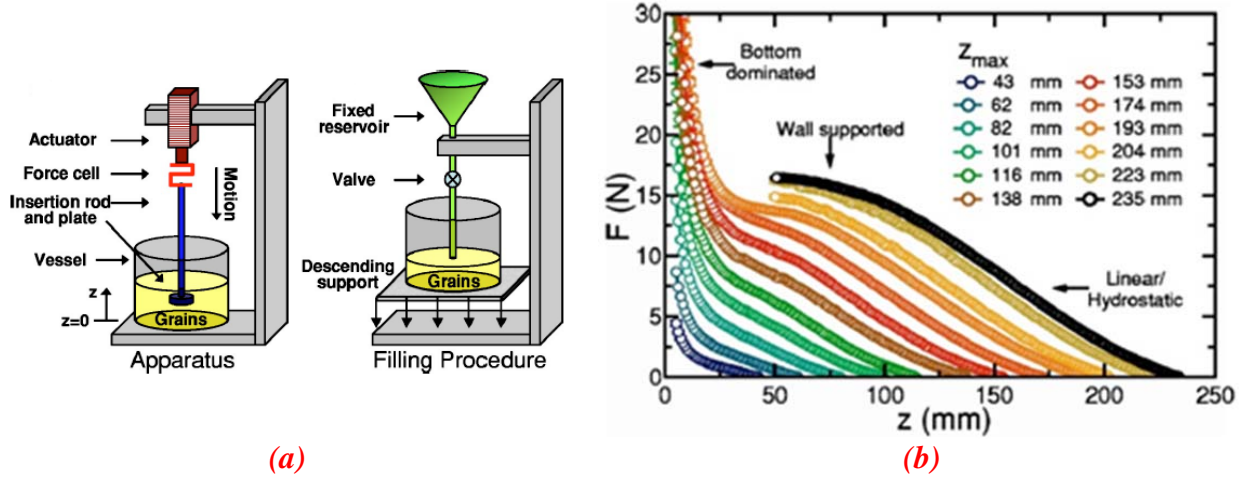 Actuator
Force cell
Insertion rod
and plate
Vessel
z
z=0
Motion
Grains
Apparatus
Fixed
reservoir
Valve
Descending
support
Grains
Filling Procedure
(a)
F (N)
30
25
20
15
10
5
0
0 50 100 150 200 250
z (mm)
Bottom
dominated
Wall supported
Linear/
Hydrostatic
Zmax
43 mm 153 mm
62 mm 174 mm
82 mm 193 mm
101 mm 204 mm
116 mm 223 mm
138 mm 235 mm
(b)